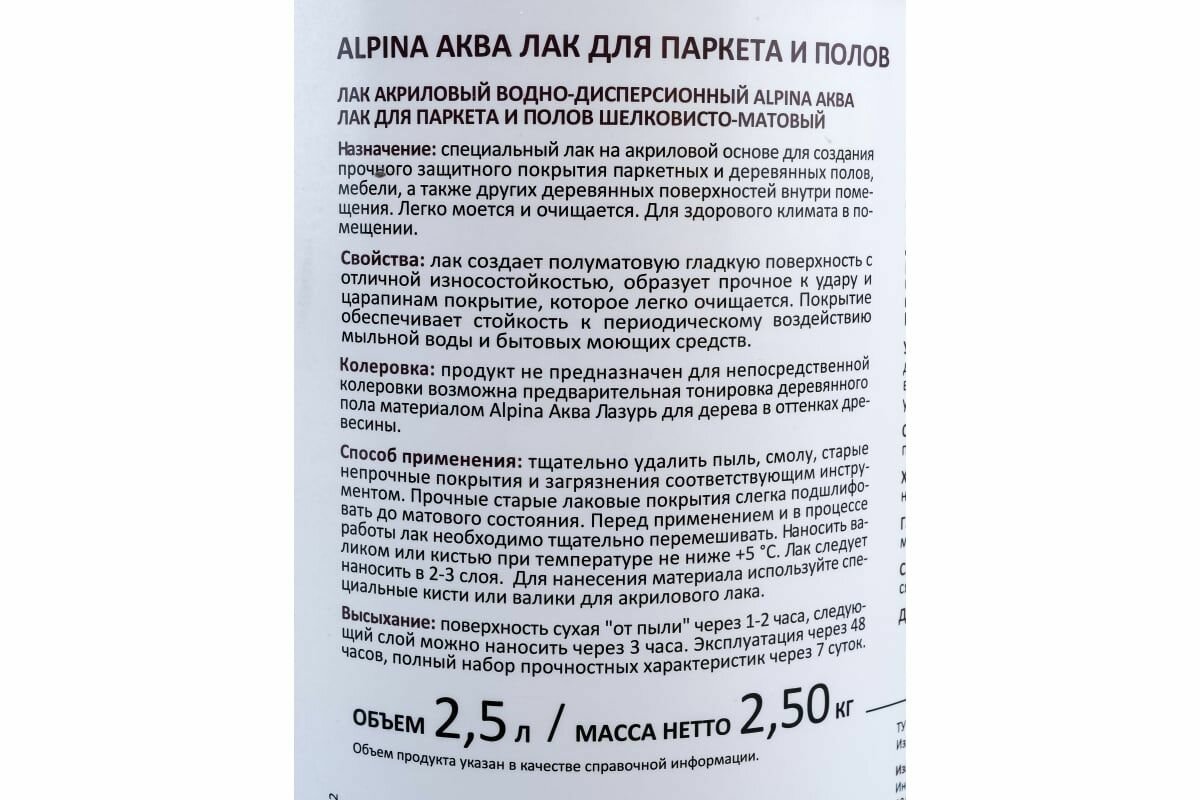 ALPINA АКВА ЛАК ДЛЯ ПАРКЕТА И ПОЛОВ
ЛАК АКРИЛОВЫЙ ВОДНО-ДИСПЕРСИОННЫЙ ALPINA АКВА
ЛАК ДЛЯ ПАРКЕТА И ПОЛОВ ШЕЛКОВИСТО-МАТОВЫЙ
Назначение: специальный лак на акриловой основе для создания
прочного защитного покрытия паркетных и деревянных полов,
мебели, а также других деревянных поверхностей внутри поме-
щения. Легко моется и очищается. Для здорового климата в по-
мещении.
Свойства: лак создает полуматовую гладкую поверхность с
отличной износостойкостью, образует прочное к удару и
царапинам покрытие, которое легко очищается. Покрытие
обеспечивает стойкость к периодическому воздействию
мыльной воды и бытовых моющих средств.
Колеровка: продукт не предназначен для непосредственной
колеровки возможна предварительная тонировка деревянного
пола материалом Alpina Аква Лазурь для дерева в оттенках дре-
весины.
Способ применения: тщательно удалить пыль, смолу, старые
непрочные покрытия и загрязнения соответствующим инстру-
ментом. Прочные старые лаковые покрытия слегка подшлифо-
вать до матового состояния. Перед применением и в процессе
работы лак необходимо тщательно перемешивать. Наносить ва-
ликом или кистью при температуре не ниже +5 °C. Лак следует
наносить в 2-3 слоя. Для нанесения материала используйте спе-
циальные кисти или валики для акрилового лака.
Высыхание: поверхность сухая "от пыли" через 1-2 часа, следую-
щий слой можно наносить через 3 часа. Эксплуатация через 48
часов, полный набор прочностных характеристик через 7 суток.
ОБЪЕМ 2,5 л / МАССА НЕТТО 2,50 кг
Объем продукта указан в качестве справочной информации.